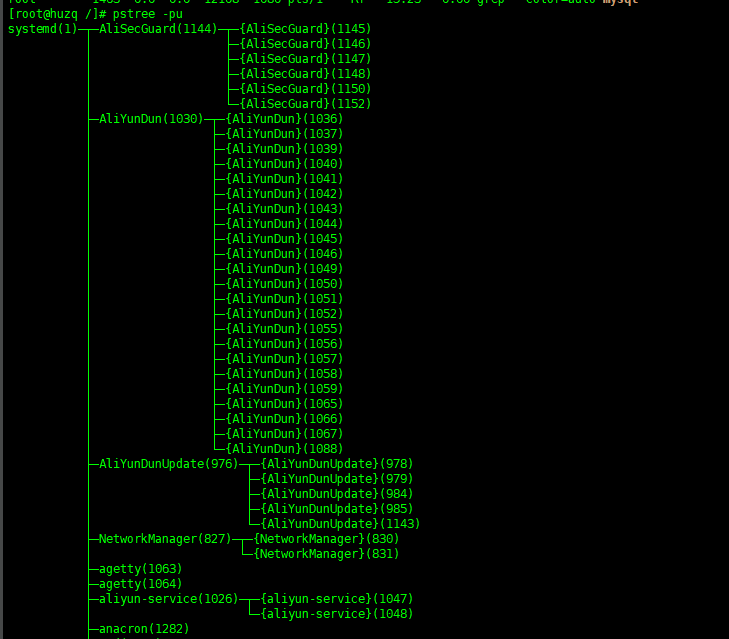 [root@huzq /]# pstree -pu
systemd(1)─┬─AliSecGuard(1144)─┬─{AliSecGuard}(1145)
├─{AliSecGuard}(1146)
├─{AliSecGuard}(1147)
├─{AliSecGuard}(1148)
├─{AliSecGuard}(1150)
└─{AliSecGuard}(1152)
├─AliYunDun(1030)─┬─{AliYunDun}(1036)
├─{AliYunDun}(1037)
├─{AliYunDun}(1039)
├─{AliYunDun}(1040)
├─{AliYunDun}(1041)
├─{AliYunDun}(1042)
├─{AliYunDun}(1043)
├─{AliYunDun}(1044)
├─{AliYunDun}(1045)
├─{AliYunDun}(1046)
├─{AliYunDun}(1049)
├─{AliYunDun}(1050)
├─{AliYunDun}(1051)
├─{AliYunDun}(1052)
├─{AliYunDun}(1055)
├─{AliYunDun}(1056)
├─{AliYunDun}(1057)
├─{AliYunDun}(1058)
├─{AliYunDun}(1059)
├─{AliYunDun}(1065)
├─{AliYunDun}(1066)
├─{AliYunDun}(1067)
└─{AliYunDun}(1088)
├─AliYunDunUpdate(976)─┬─{AliYunDunUpdate}(978)
├─{AliYunDunUpdate}(979)
├─{AliYunDunUpdate}(984)
├─{AliYunDunUpdate}(985)
└─{AliYunDunUpdate}(1143)
├─NetworkManager(827)─┬─{NetworkManager}(830)
└─{NetworkManager}(831)
├─agetty(1063)
├─agetty(1064)
├─aliyun-service(1026)─┬─{aliyun-service}(1047)
└─{aliyun-service}(1048)
├─anacron(1282)